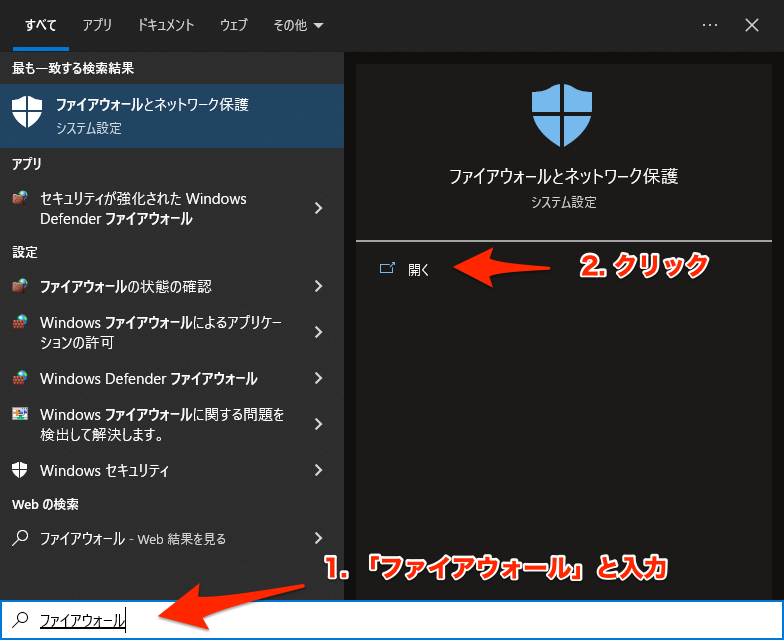 すべて アプリ ドキュメント ウェブ その他
最も一致する検索結果
ファイアウォールとネットワーク保護
システム設定
アプリ
セキュリティが強化された Windows
Defender ファイアウォール
設定
ファイアウォールの状態の確認
Windows ファイアウォールによるアプリケー
ションの許可
Windows Defender ファイアウォール
Windows ファイアウォールに関する問題を
検出して解決します。
Windows セキュリティ
Web の検索
ファイアウォール - Web 結果を見る
ファイアウォールとネットワーク保護
システム設定
開く
2. クリック
1. 「ファイアウォール」と入力
ファイアウォール